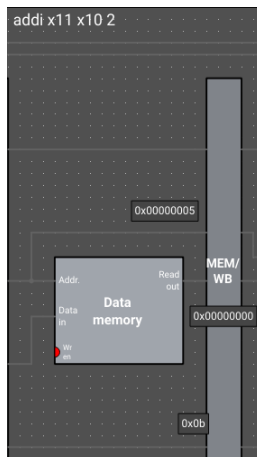 addi x11 x10 2
0x00000005
MEM/
WB
Addr.
Read
out
Data
in
Data
memory
0x00000000
Wr
en
0x0b